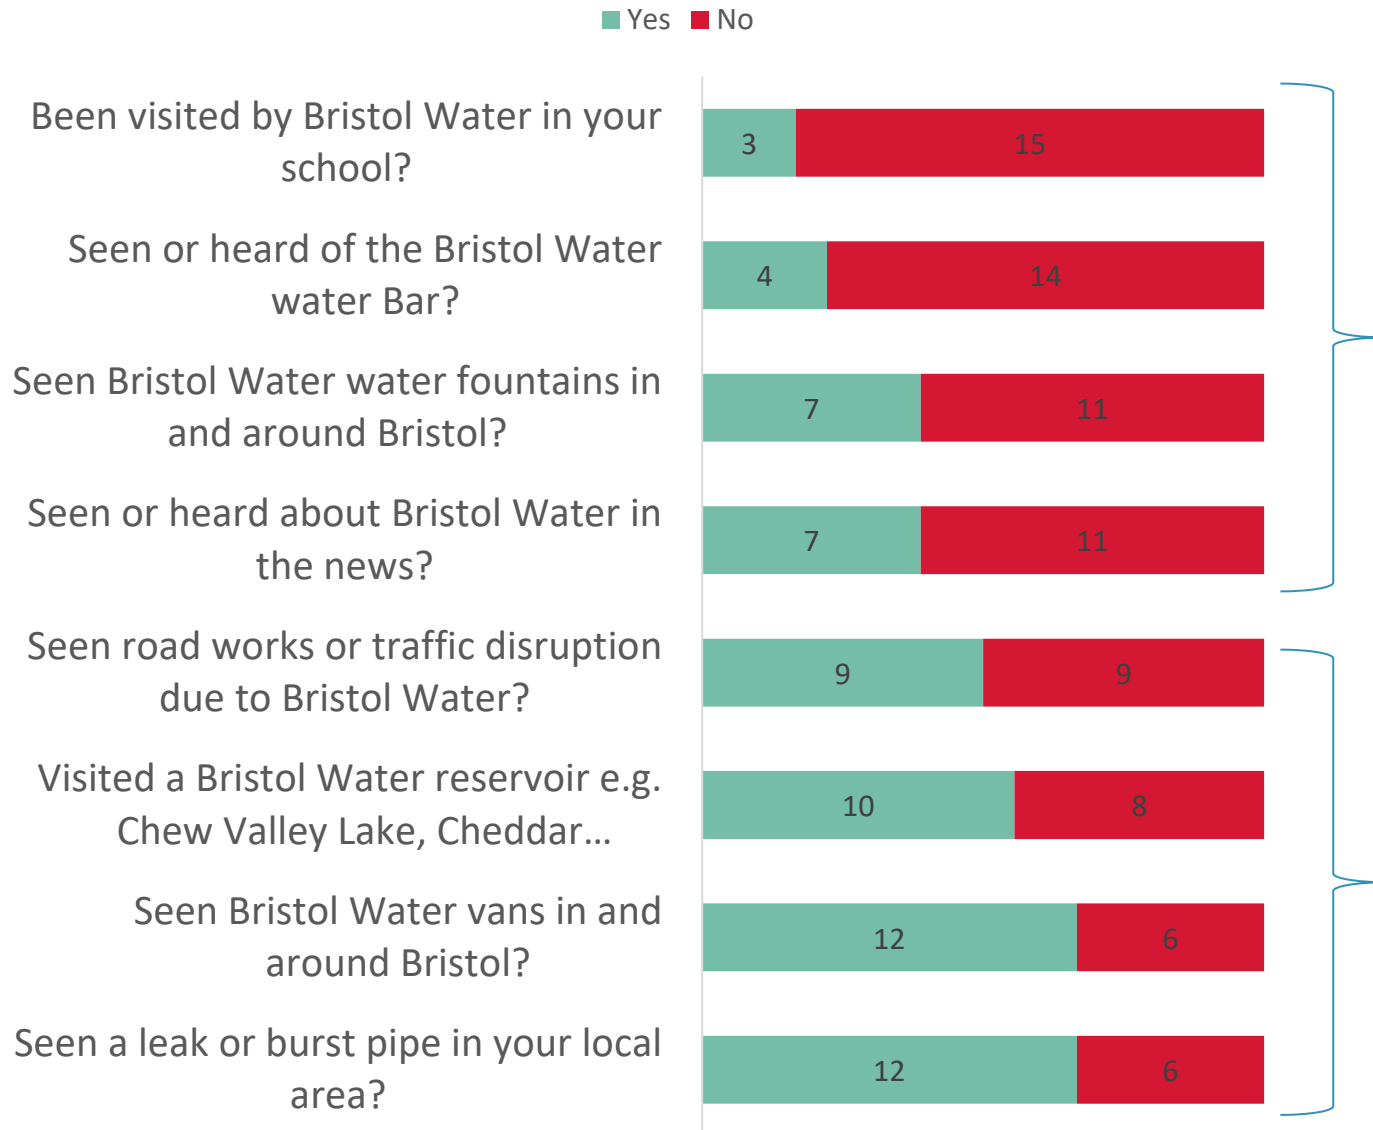 Yes No
Been visited by Bristol Water in your
school?
3 15
Seen or heard of the Bristol Water
water Bar?
4 14
Seen Bristol Water water fountains in
and around Bristol?
7 11
Seen or heard about Bristol Water in
the news?
7 11
Seen road works or traffic disruption
due to Bristol Water?
9 9
Visited a Bristol Water reservoir e.g.
Chew Valley Lake, Cheddar…
10 8
Seen Bristol Water vans in and
around Bristol?
12 6
Seen a leak or burst pipe in your local
area?
12 6